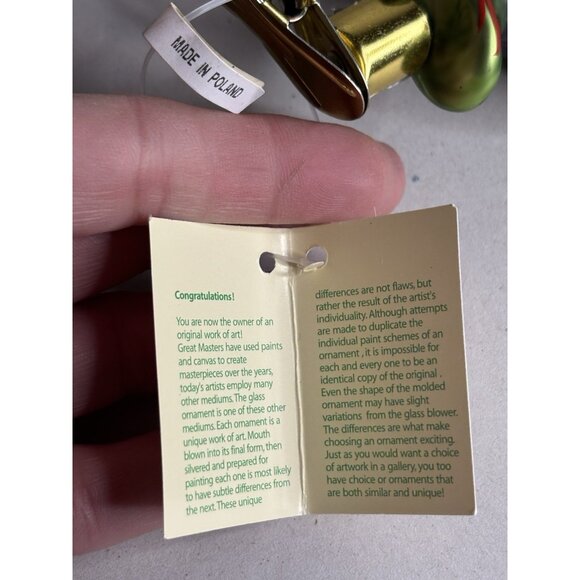 MADE IN POLAND
Congratulations!
You are now the owner of an
original work of art!
Great Masters have used paints
and canvas to create
masterpieces over the years,
today's artists employ many
other mediums. The glass
ornament is one of these other
mediums. Each ornament is a
unique work of art. Mouth
blown into its final form, then
silvered and prepared for
painting each one is most likely
to have subtle differences from
the next. These unique
differences are not flaws, but
rather the result of the artist's
individuality. Although attempts
are made to duplicate the
individual paint schemes of an
ornament , it is impossible for
each and every one to be an
identical copy of the original .
Even the shape of the molded
ornament may have slight
variations from the glass blower.
The differences are what make
choosing an ornament exciting.
Just as you would want a choice
of artwork in a gallery, you too
have choice or ornaments that
are both similar and unique!